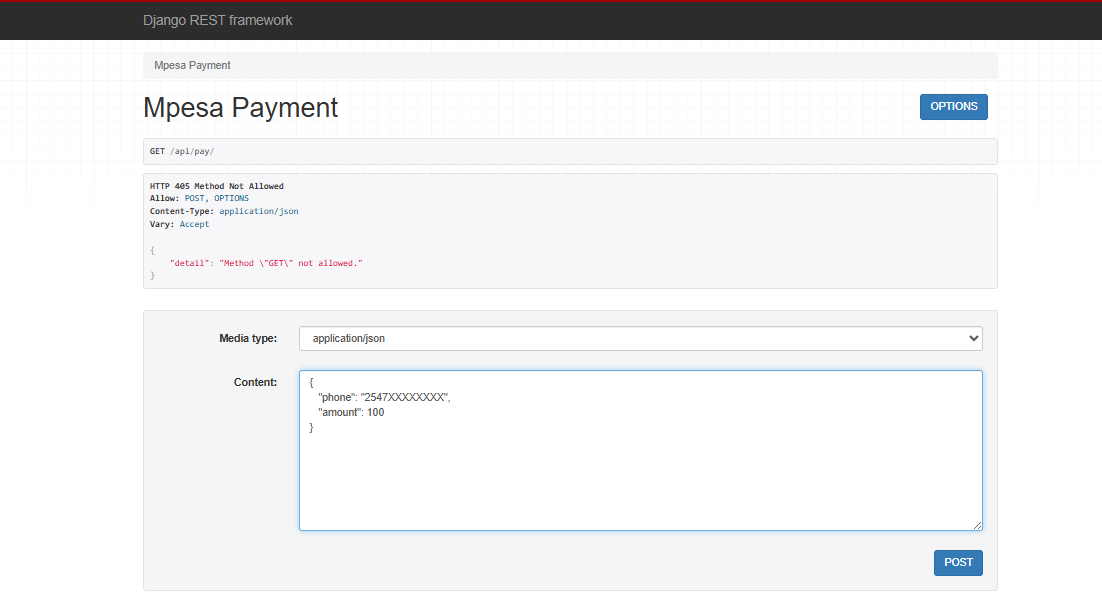 Django REST framework
Mpesa Payment
Mpesa Payment
OPTIONS
GET /api/pay/
HTTP 405 Method Not Allowed
Allow: POST, OPTIONS
Content-Type: application/json
Vary: Accept
{
"detail": "Method \"GET\" not allowed."
}
Media type:
application/json
Content:
{
"phone": "2547XXXXXXXX",
"amount": 100
}
POST